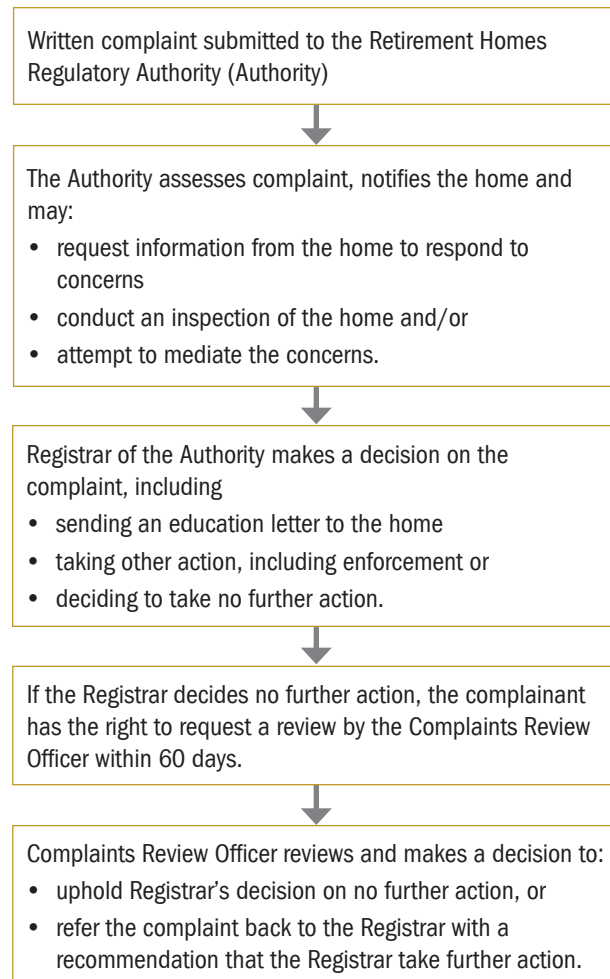 Written complaint submitted to the Retirement Homes
Regulatory Authority (Authority)
The Authority assesses complaint, notifies the home and
may:
• request information from the home to respond to
concerns
• conduct an inspection of the home and/or
• attempt to mediate the concerns.
Registrar of the Authority makes a decision on the
complaint, including
• sending an education letter to the home
• taking other action, including enforcement or
• deciding to take no further action.
If the Registrar decides no further action, the complainant
has the right to request a review by the Complaints Review
Officer within 60 days.
Complaints Review Officer reviews and makes a decision to:
• uphold Registrar’s decision on no further action, or
• refer the complaint back to the Registrar with a
recommendation that the Registrar take further action.